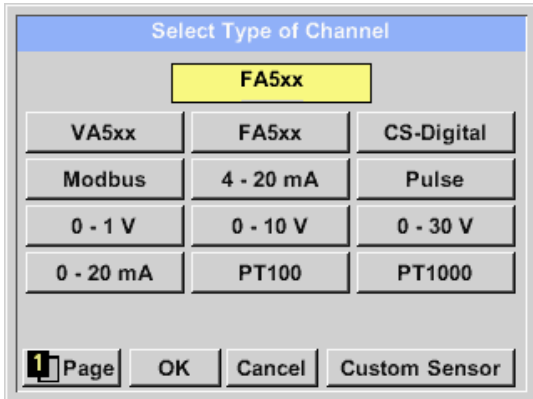 Select Type of Channel
FA5xx
VA5xx FA5xx CS-Digital
Modbus 4 - 20 mA Pulse
0 - 1 V 0 - 10 V 0 - 30 V
0 - 20 mA PT100 PT1000
1 Page OK Cancel Custom Sensor